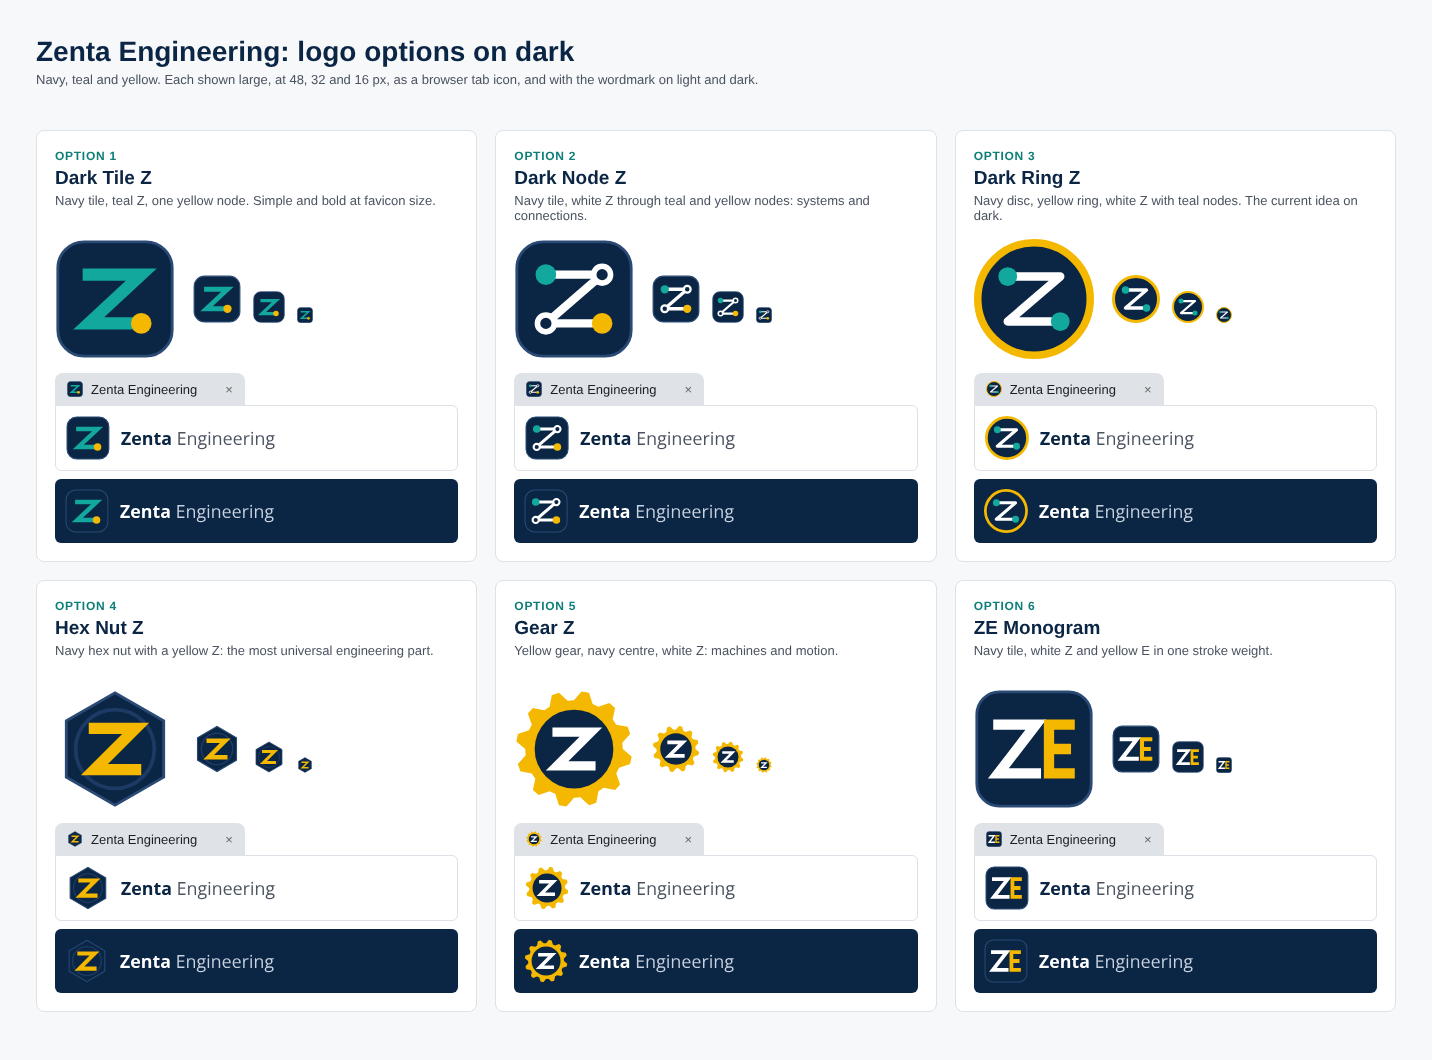 Zenta Engineering: logo options on dark
Navy, teal and yellow. Each shown large, at 48, 32 and 16 px, as a browser tab icon, and with the wordmark on light and dark.
OPTION 1
Dark Tile Z
Navy tile, teal Z, one yellow node. Simple and bold at favicon size.
Z
Z
Z
Z
Z Zenta Engineering ×
Z Zenta Engineering
Z Zenta Engineering
OPTION 2
Dark Node Z
Navy tile, white Z through teal and yellow nodes: systems and
connections.
Z
Z
Z
Z
Z Zenta Engineering ×
Z Zenta Engineering
Z Zenta Engineering
OPTION 3
Dark Ring Z
Navy disc, yellow ring, white Z with teal nodes. The current idea on
dark.
Z
Z
Z
Z
Z Zenta Engineering ×
Z Zenta Engineering
Z Zenta Engineering
OPTION 4
Hex Nut Z
Navy hex nut with a yellow Z: the most universal engineering part.
Z
Z
Z
Z
Z Zenta Engineering ×
Z Zenta Engineering
Z Zenta Engineering
OPTION 5
Gear Z
Yellow gear, navy centre, white Z: machines and motion.
Z
Z
Z
Z
Z Zenta Engineering ×
Z Zenta Engineering
Z Zenta Engineering
OPTION 6
ZE Monogram
Navy tile, white Z and yellow E in one stroke weight.
ZE
ZE
ZE
ZE
ZE Zenta Engineering ×
ZE Zenta Engineering
ZE Zenta Engineering